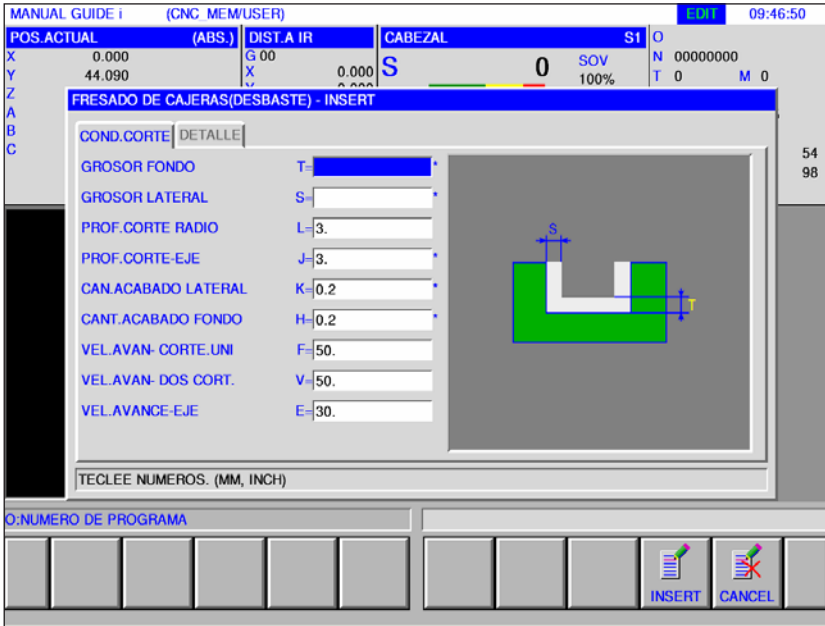 MANUAL GUIDE i (CNC_MEM/USER) EDIT 09:46:50
POS.ACTUAL (ABS.) DIST.A IR CABEZAL S1 O
X 0.000 G 00 S 0 SOV N 00000000
Y 44.090 X 0.000 100% T 0 M 0
Z
FRESADO DE CAJERAS(DESBASTE) - INSERT
A
B
C
COND.CORTE DETALLE
54
98
GROSOR FONDO T= *
GROSOR LATERAL S= *
PROF.CORTE RADIO L= 3.
PROF.CORTE-EJE J= 3. *
CAN.ACABADO LATERAL K= 0.2 *
CANT.ACABADO FONDO H= 0.2 *
VEL.AVAN- CORTE.UNI F= 50.
VEL.AVAN- DOS CORT. V= 50.
VEL.AVANCE-EJE E= 30.
S
T
TECLEE NUMEROS. (MM, INCH)
O:NUMERO DE PROGRAMA
INSERT CANCEL